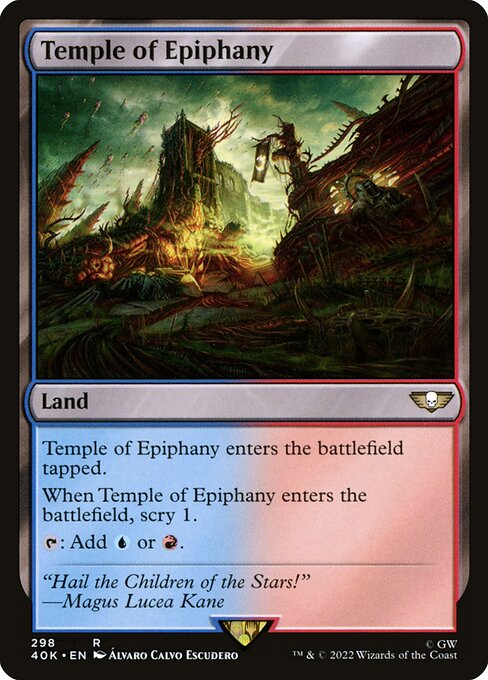 Temple of Epiphany
Land
Temple of Epiphany enters the battlefield
tapped.
When Temple of Epiphany enters the
battlefield, scry 1.
: Add or .
“Hail the Children of the Stars!”
—Magus Lucea Kane
298 R
40K • EN Álvaro Calvo Escudero
© GW
™ & © 2022 Wizards of the Coast